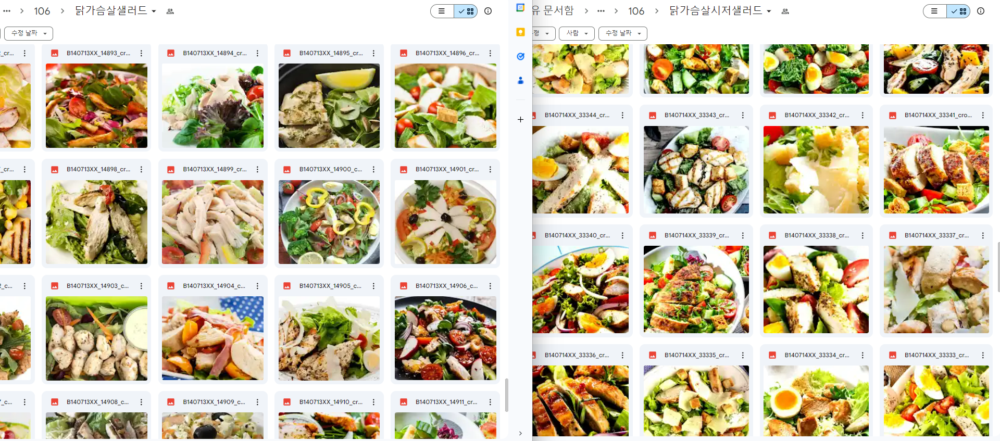 106
닭가슴살샐러드
수정 날짜
_cr...
B140713XX_14893_cr...
B140713XX_14894_cr...
B140713XX_14895_cr...
B140713XX_14896_cr...
_cr...
B140713XX_14898_cr...
B140713XX_14899_cr...
B140713XX_14900_c...
B140713XX_14901_cr...
_c...
B140713XX_14903_c...
B140713XX_14904_c...
B140713XX_14905_c...
B140713XX_14906_c...
_c...
B140713XX_14908_c...
B140713XX_14909_c...
B140713XX_14910_cr...
B140713XX_14911_cr...
31
유 문서함
106
닭가슴살시저샐러드
형
사람
수정 날짜
B140714XX_33344_cr...
B140714XX_33343_cr...
B140714XX_33342_cr...
B140714XX_33341_cro...
B140714XX_33340_cr...
B140714XX_33339_cr...
B140714XX_33338_cr...
B140714XX_33337_cr...
B140714XX_33336_cr...
B140714XX_33335_cr...
B140714XX_33334_cr...
B140714XX_33333_cr...